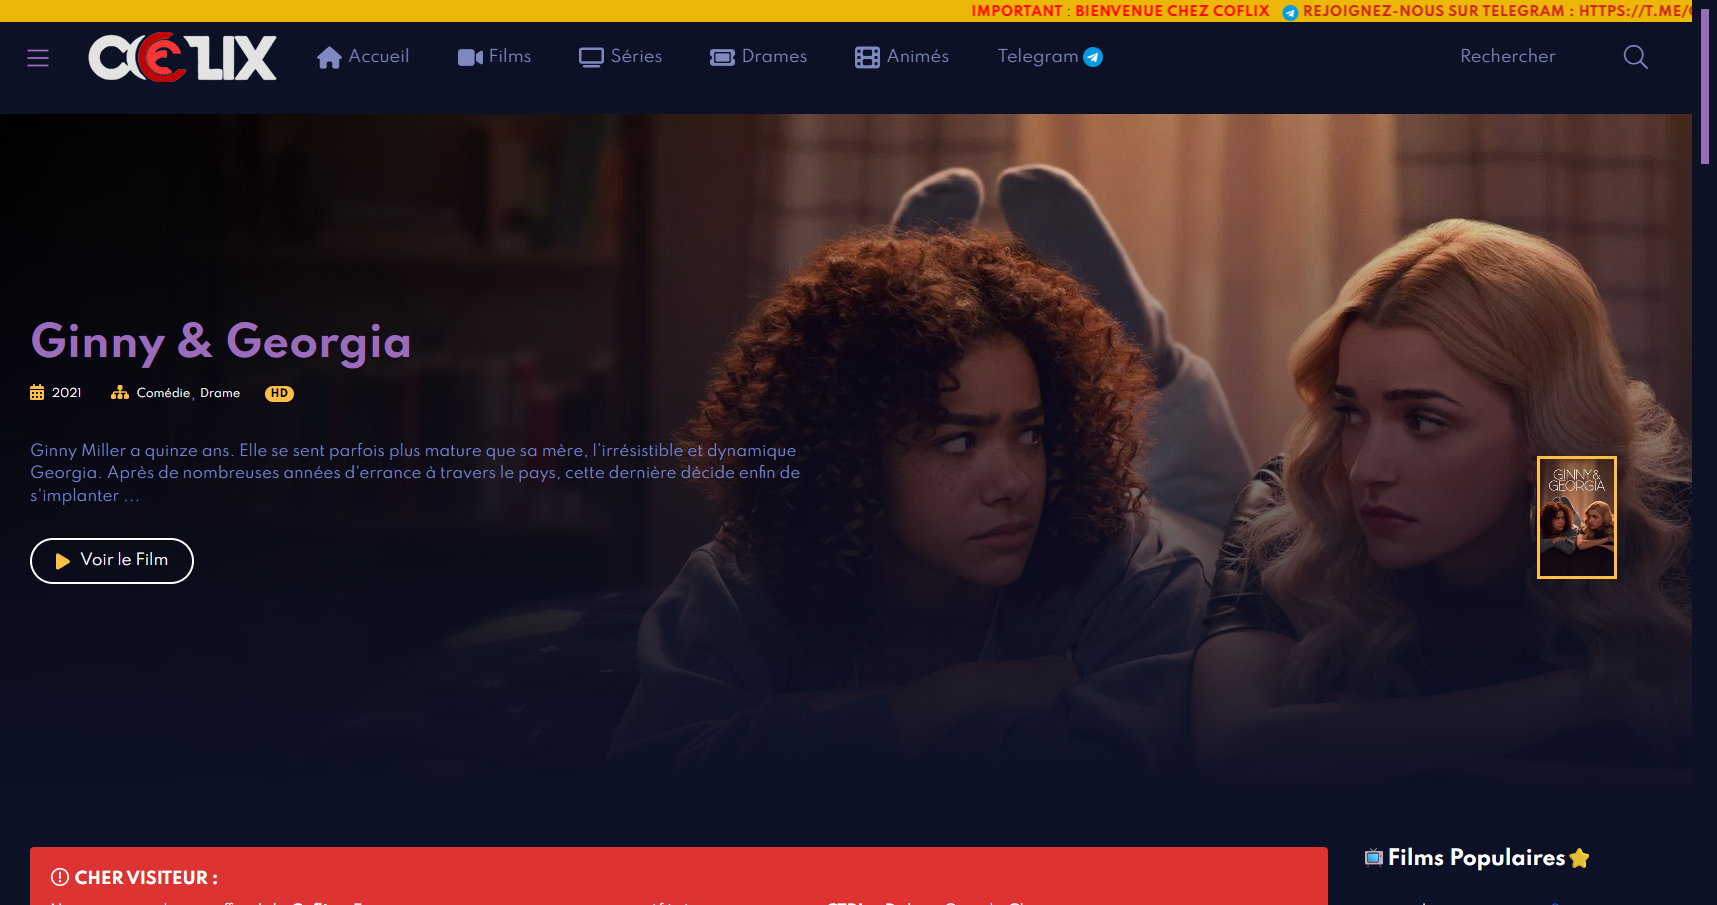 IMPORTANT : BIENVENUE CHEZ COFLIX REJOIGNEZ-NOUS SUR TELEGRAM : HTTPS://T.ME/
COFLIX
Accueil
Films
Séries
Drames
Animés
Telegram
Rechercher
Ginny & Georgia
2021
Comédie, Drame
HD
Ginny Miller a quinze ans. Elle se sent parfois plus mature que sa mère, l'irrésistible et dynamique
Georgia. Après de nombreuses années d'errance à travers le pays, cette dernière décide enfin de
s'implanter ...
GINNY &
GEORGIA
Voir le Film
CHER VISITEUR :
Films Populaires